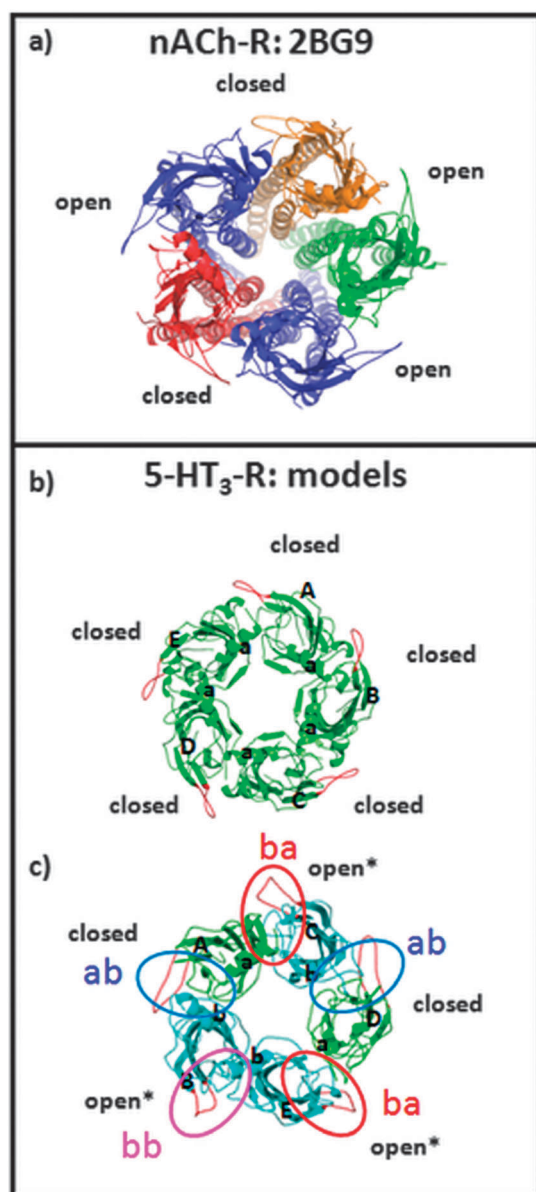 a) nACh-R: 2BG9
closed
open
open
closed
open
b) 5-HT3-R: models
closed
A
closed
E
a
a
closed
a
B
a
D
a
C
closed
closed
c)
ba
open*
closed
C
ab
A
a
ab
b
D
closed
b
b
a
B
E
open*
ba
bb
open*